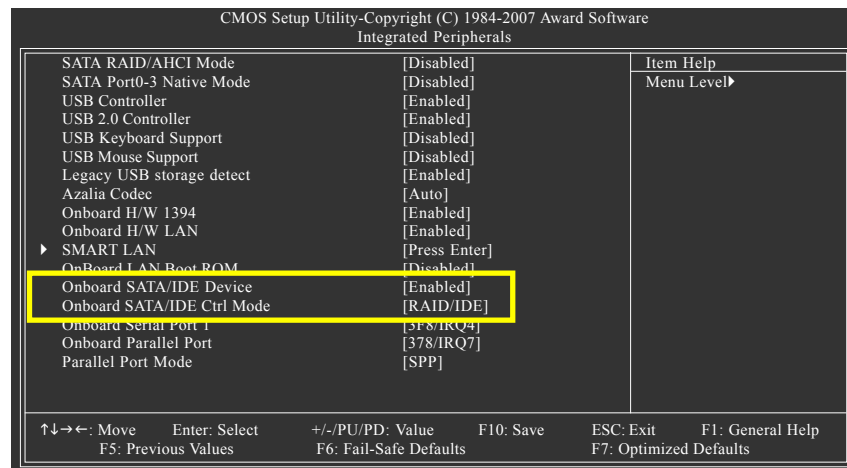 CMOS Setup Utility-Copyright (C) 1984-2007 Award Software
Integrated Peripherals
SATA RAID/AHCI Mode [Disabled] Item Help
SATA Port0-3 Native Mode [Disabled] Menu Level▶
USB Controller [Enabled]
USB 2.0 Controller [Enabled]
USB Keyboard Support [Disabled]
USB Mouse Support [Disabled]
Legacy USB storage detect [Enabled]
Azalia Codec [Auto]
Onboard H/W 1394 [Enabled]
Onboard H/W LAN [Enabled]
▶ SMART LAN [Press Enter]
OnBoard LAN Boot ROM [Disabled]
Onboard SATA/IDE Device [Enabled]
Onboard SATA/IDE Ctrl Mode [RAID/IDE]
Onboard Serial Port 1 [3F8/IRQ4]
Onboard Parallel Port [378/IRQ7]
Parallel Port Mode [SPP]
↑↓→←: Move Enter: Select +/-/PU/PD: Value F10: Save ESC: Exit F1: General Help
F5: Previous Values F6: Fail-Safe Defaults F7: Optimized Defaults